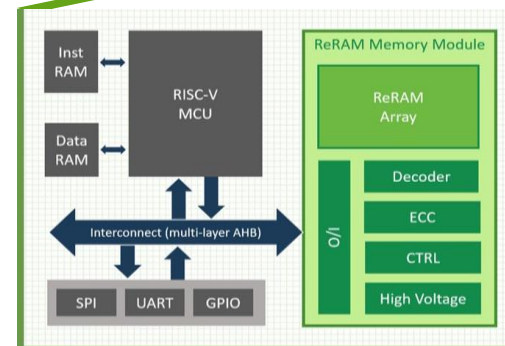 Inst
RAM
RISC-V
MCU
Data
RAM
Interconnect (multi-layer AHB)
SPI
UART
GPIO
ReRAM Memory Module
ReRAM
Array
I/O
Decoder
ECC
CTRL
High Voltage